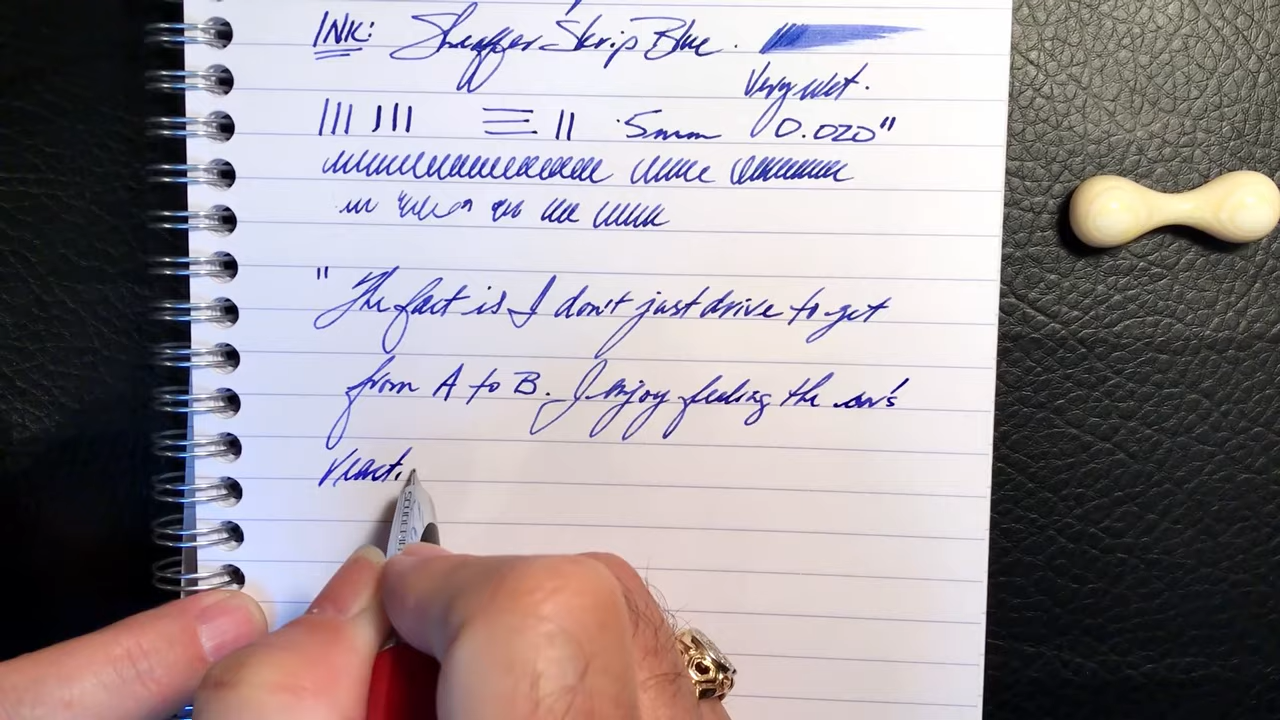 INK: Sheaffer Skrip Blue.
Very wet.
.5mm 0.020"
"The fact is I don't just drive to get
from A to B. I enjoy feeling the car's
react